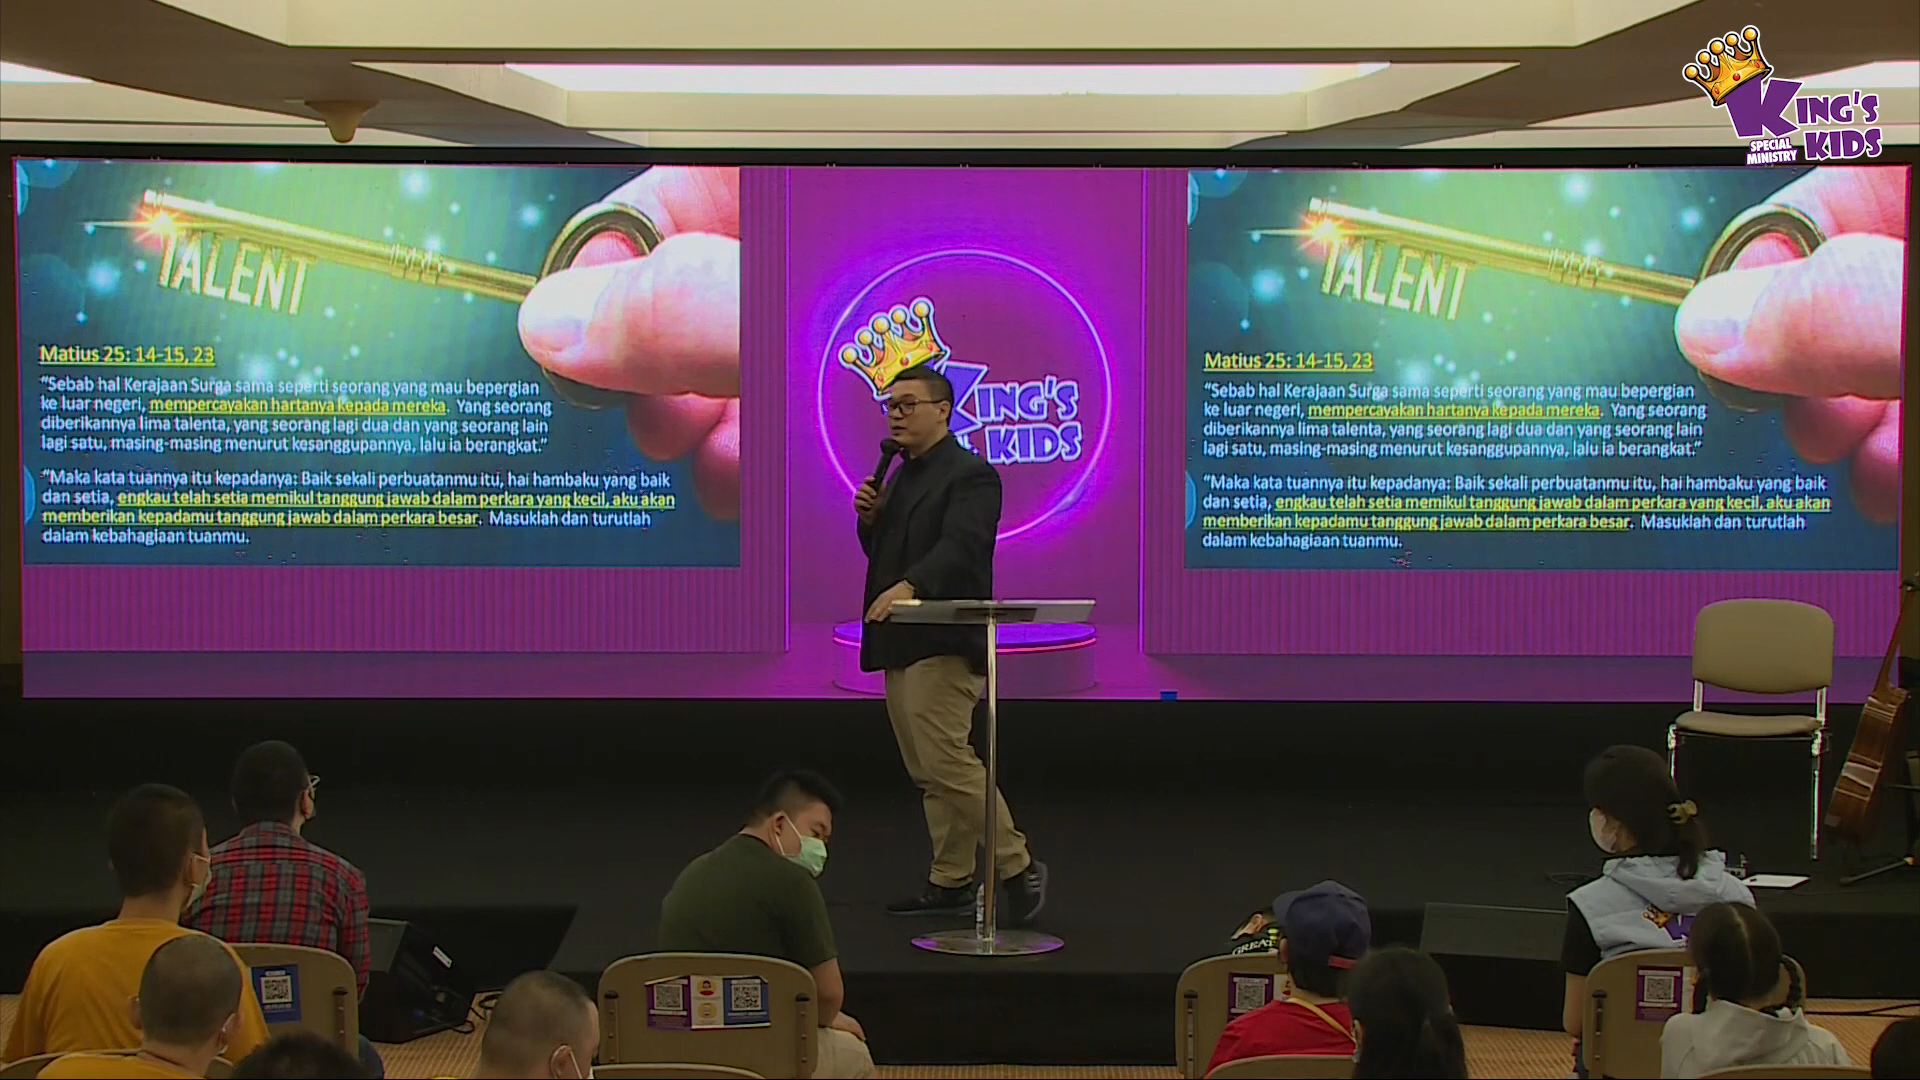 KING'S
SPECIAL
MINISTRY
KIDS
TALENT
Matius 25: 14-15, 23
“Sebab hal Kerajaan Surga sama seperti seorang yang mau bepergian
ke luar negeri, mempercayakan hartanya kepada mereka. Yang seorang
diberikannya lima talenta, yang seorang lagi dua dan yang seorang lain
lagi satu, masing-masing menurut kesanggupannya, lalu ia berangkat.”
“Maka kata tuannya itu kepadanya: Baik sekali perbuatanmu itu, hai hambaku yang baik
dan setia, engkau telah setia memikul tanggung jawab dalam perkara yang kecil, aku akan
memberikan kepadamu tanggung jawab dalam perkara besar. Masuklah dan turutlah
dalam kebahagiaan tuanmu.
KING'S
KIDS
TALENT
Matius 25: 14-15, 23
“Sebab hal Kerajaan Surga sama seperti seorang yang mau bepergian
ke luar negeri, mempercayakan hartanya kepada mereka. Yang seorang
diberikannya lima talenta, yang seorang lagi dua dan yang seorang lain
lagi satu, masing-masing menurut kesanggupannya, lalu ia berangkat.”
“Maka kata tuannya itu kepadanya: Baik sekali perbuatanmu itu, hai hambaku yang baik
dan setia, engkau telah setia memikul tanggung jawab dalam perkara yang kecil, aku akan
memberikan kepadamu tanggung jawab dalam perkara besar. Masuklah dan turutlah
dalam kebahagiaan tuanmu.
GREAT